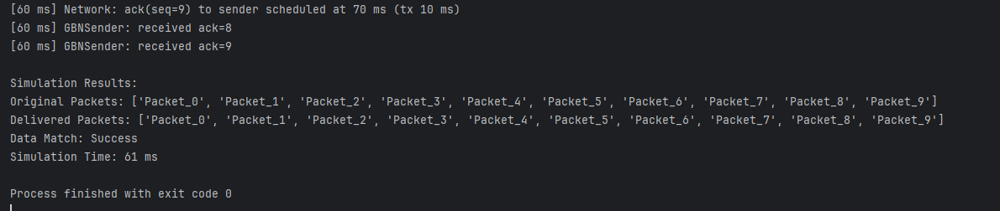 [60 ms] Network: ack(seq=9) to sender scheduled at 70 ms (tx 10 ms)
[60 ms] GBNSender: received ack=8
[60 ms] GBNSender: received ack=9
Simulation Results:
Original Packets: ['Packet_0', 'Packet_1', 'Packet_2', 'Packet_3', 'Packet_4', 'Packet_5', 'Packet_6', 'Packet_7', 'Packet_8', 'Packet_9']
Delivered Packets: ['Packet_0', 'Packet_1', 'Packet_2', 'Packet_3', 'Packet_4', 'Packet_5', 'Packet_6', 'Packet_7', 'Packet_8', 'Packet_9']
Data Match: Success
Simulation Time: 61 ms
Process finished with exit code 0